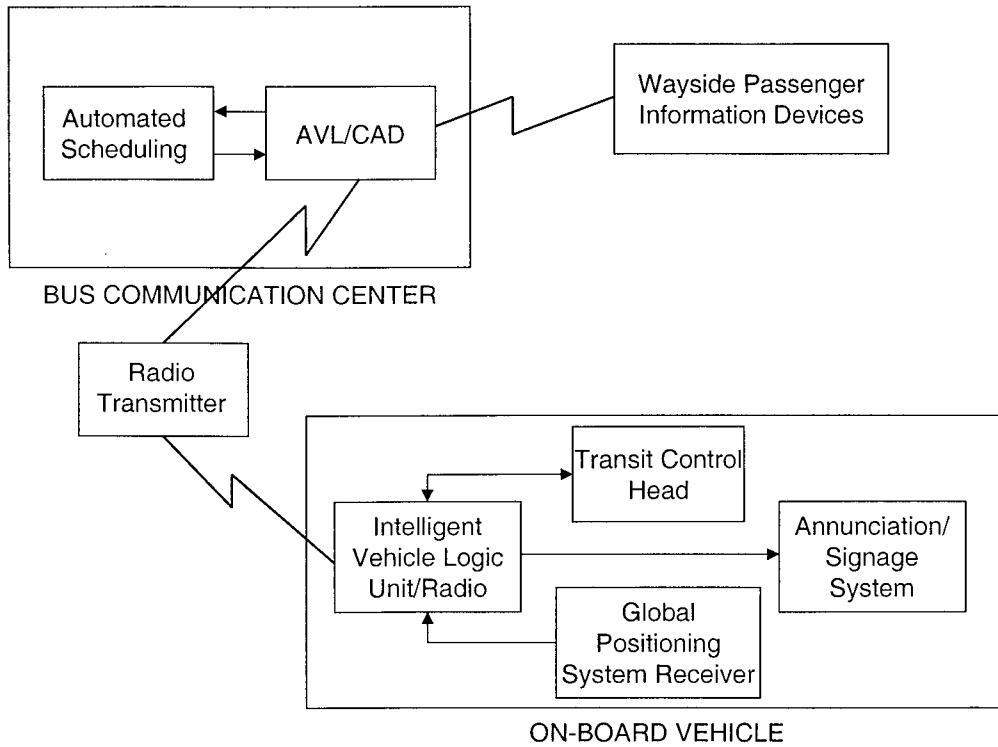 Automated
Scheduling
AVL/CAD
Wayside Passenger
Information Devices
BUS COMMUNICATION CENTER
Radio
Transmitter
Transit Control
Head
Intelligent
Vehicle Logic
Unit/Radio
Annunciation/
Signage
System
Global
Positioning
System Receiver
ON-BOARD VEHICLE